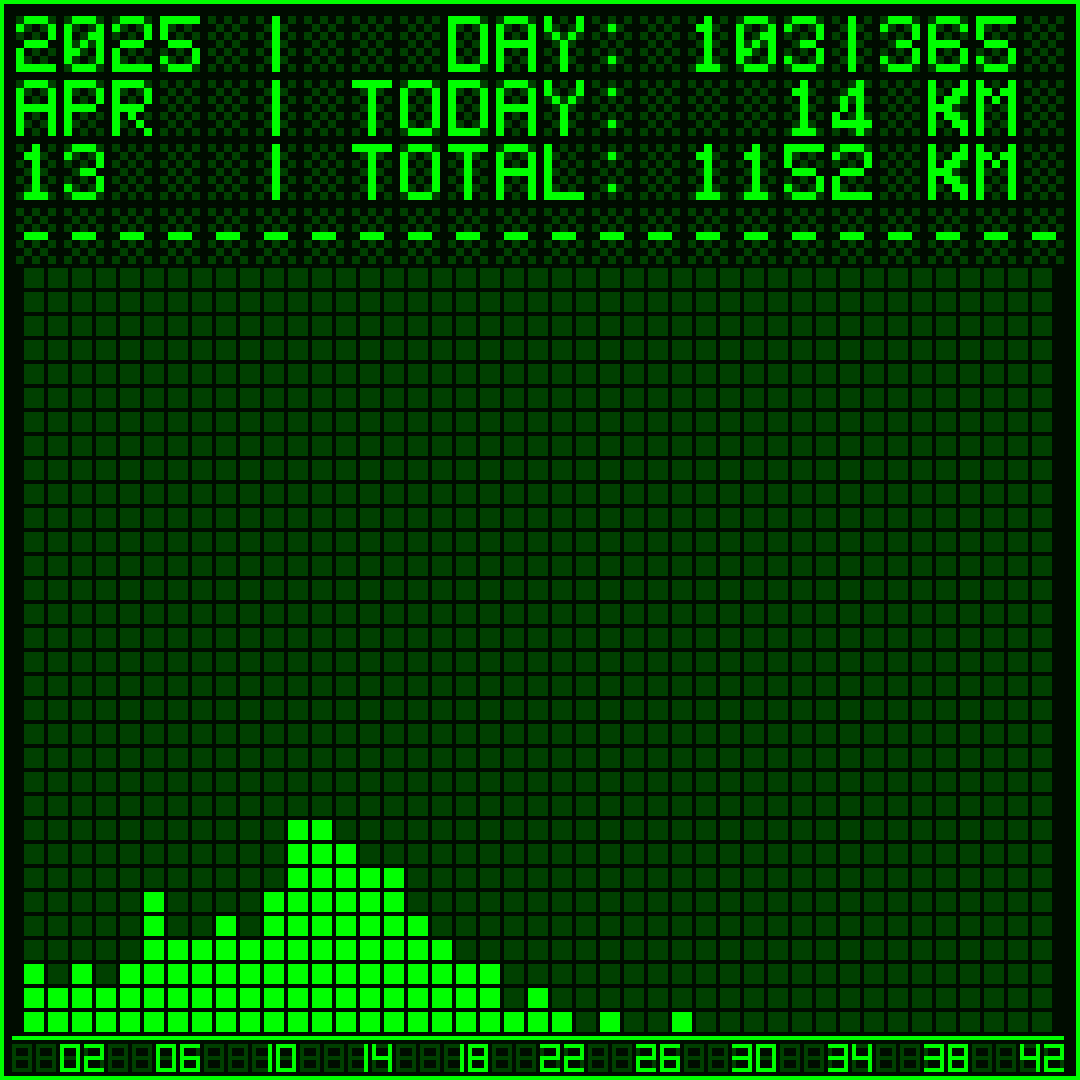 2025 | DAY: 103|365
APR | TODAY: 14 KM
13 | TOTAL: 1152 KM
- - - - - - - - - - - - - - - - - - - - - -
02 06 10 14 18 22 26 30 34 38 42